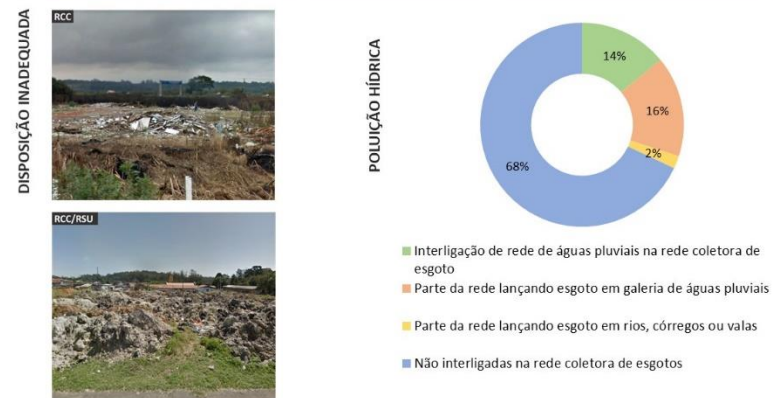 DISPOSIÇÃO INADEQUADA
RCC
RCC/RSU
POLUIÇÃO HÍDRICA
14%
16%
2%
68%
Interligação de rede de águas pluviais na rede coletora de
esgoto
Parte da rede lançando esgoto em galeria de águas pluviais
Parte da rede lançando esgoto em rios, córregos ou valas
Não interligadas na rede coletora de esgotos